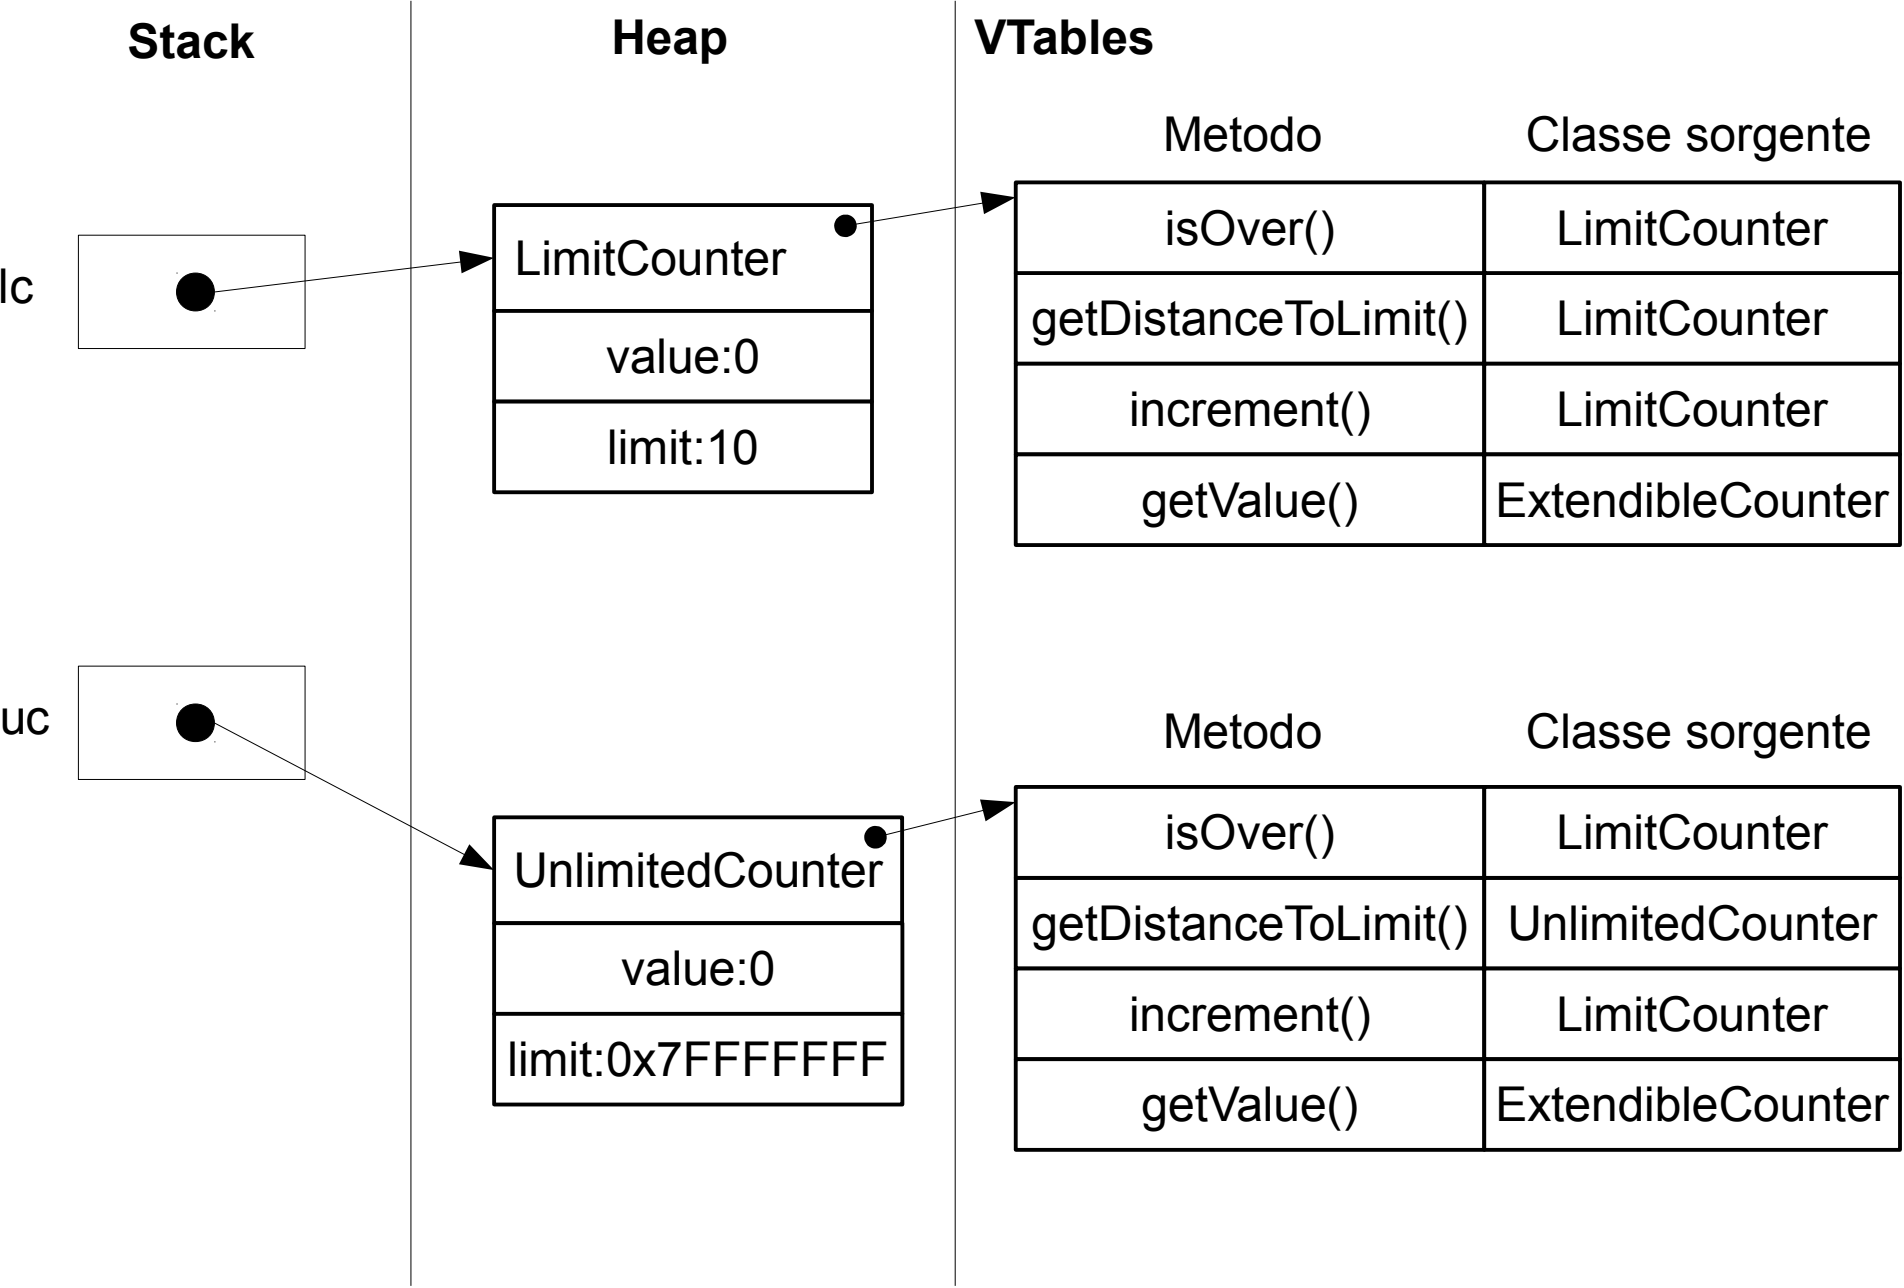 Stack
Heap
VTables
Metodo
Classe sorgente
lc
LimitCounter
value:0
limit:10
isOver()
LimitCounter
getDistanceToLimit()
LimitCounter
increment()
LimitCounter
getValue()
ExtendibleCounter
uc
UnlimitedCounter
value:0
limit:0x7FFFFFFF
Metodo
Classe sorgente
isOver()
LimitCounter
getDistanceToLimit()
UnlimitedCounter
increment()
LimitCounter
getValue()
ExtendibleCounter